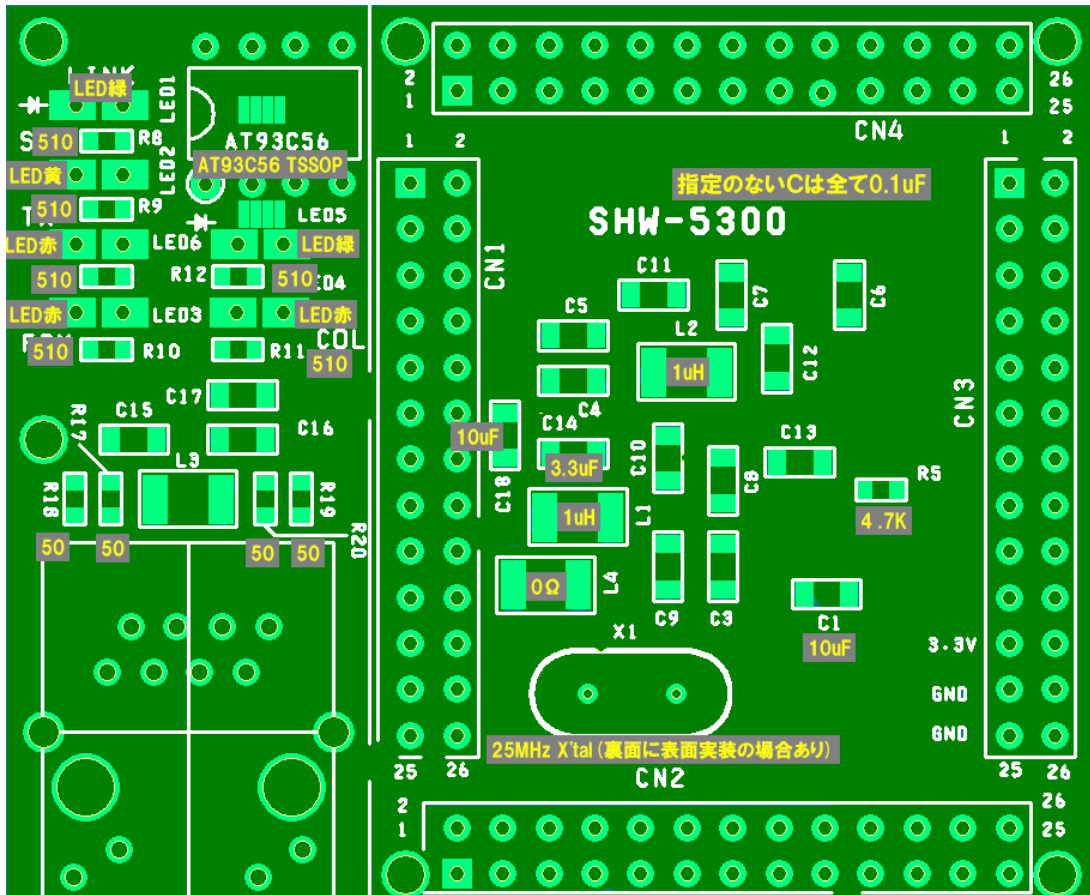 LINK
LED緑
LED1
2
1
26
25
AT93C56
AT93C56 TSSOP
510
R8
1
2
CN4
1
2
LED黄
LED2
指定のないCは全て0.1uF
510
R9
LED5
SHW-5300
LED赤
LED6
LED緑
CN1
510
R12
510
C11
C7
C6
LED赤
LED3
LED赤
C5
L2
COL
510
R10
R11
510
1uH
C12
C17
C4
CN3
R17
C15
C16
10uF
C14
3.3uF
C10
C13
L3
C18
C8
R5
R18
R19
1uH
L1
4.7K
50
50
50
50
R20
0Ω
L4
C9
C3
C1
X1
10uF
3.3V
GND
25MHz X'tal (裏面に表面実装の場合あり)
GND
25
26
CN2
25
26
2
1
26
25